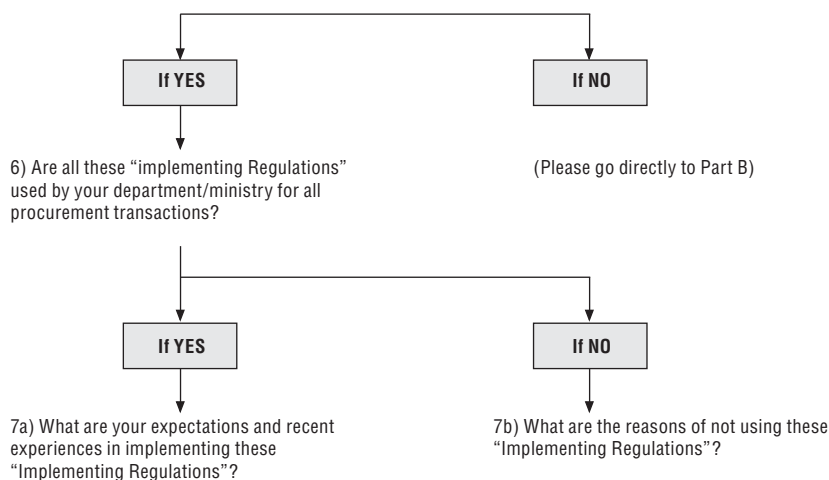 If YES
If NO
6) Are all these “implementing Regulations”
used by your department/ministry for all
procurement transactions?
(Please go directly to Part B)
If YES
If NO
7a) What are your expectations and recent
experiences in implementing these
“Implementing Regulations”?
7b) What are the reasons of not using these
“Implementing Regulations”?